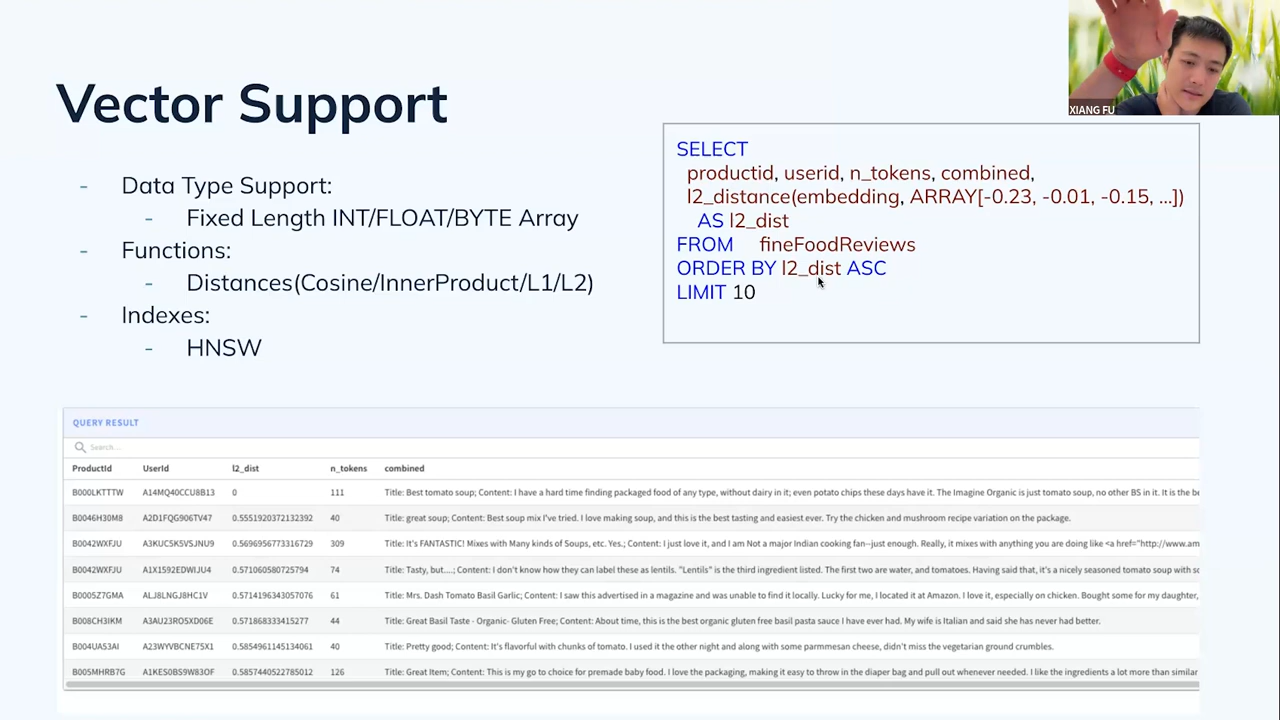 XIANG FU
Vector Support
- Data Type Support:
- Fixed Length INT/FLOAT/BYTE Array
- Functions:
- Distances(Cosine/InnerProduct/L1/L2)
- Indexes:
- HNSW
SELECT
productid, userid, n_tokens, combined,
l2_distance(embedding, ARRAY[-0.23, -0.01, -0.15, ...])
AS l2_dist
FROM fineFoodReviews
ORDER BY l2_dist ASC
LIMIT 10
QUERY RESULT
Search...
ProductId UserId l2_dist n_tokens combined
B000LKTTTW A14MQ40CCU8B13 0 111 Title: Best tomato soup; Content: I have a hard time finding packaged food of any type, without dairy in it; even potato chips these days have it. The Imagine Organic is just tomato soup, no other BS in it. It is the be
B0046H30M8 A2D1FQG906TV47 0.5551920372132392 40 Title: great soup; Content: Best soup mix I've tried. I love making soup, and this is the best tasting and easiest ever. Try the chicken and mushroom recipe variation on the package.
B0042WXFJU A3KUC5K5VSJNU9 0.5696956773316729 309 Title: It's FANTASTIC! Mixes with Many kinds of Soups, etc. Yes.; Content: I just love it, and I am Not a major Indian cooking fan--just enough. Really, it mixes with anything you are doing like <a href="http://www.am
B0042WXFJU A1X1592EDWIJU4 0.571060580725794 74 Title: Tasty, but....; Content: I don't know how they can label these as lentils. "Lentils" is the third ingredient listed. The first two are water, and tomatoes. Having said that, it's a nicely seasoned tomato soup with sc
B0005Z7GMA ALJ8LNGJ8HC1V 0.5714196343057076 61 Title: Mrs. Dash Tomato Basil Garlic; Content: I saw this advertised in a magazine and was unable to find it locally. Lucky for me, I located it at Amazon. I love it, especially on chicken. Bought some for my daughter,
B008CH3IKM A3AU23RO5XD06E 0.571868333415277 44 Title: Great Basil Taste - Organic- Gluten Free; Content: About time, this is the best organic gluten free basil pasta sauce I have ever had. My wife is Italian and said she has never had better.
B004UA53AI A23WYVBCNE75X1 0.5854961145134061 40 Title: Pretty good; Content: It's flavorful with chunks of tomato. I used it the other night and along with some parmmesan cheese, didn't miss the vegetarian ground crumbles.
B005MHRB7G A1KES0BS9W83OF 0.5857440522785012 126 Title: Great Item; Content: This is my go to choice for premade baby food. I love the packaging, making it easy to throw in the diaper bag and pull out whenever needed. I like the ingredients a lot more than similar